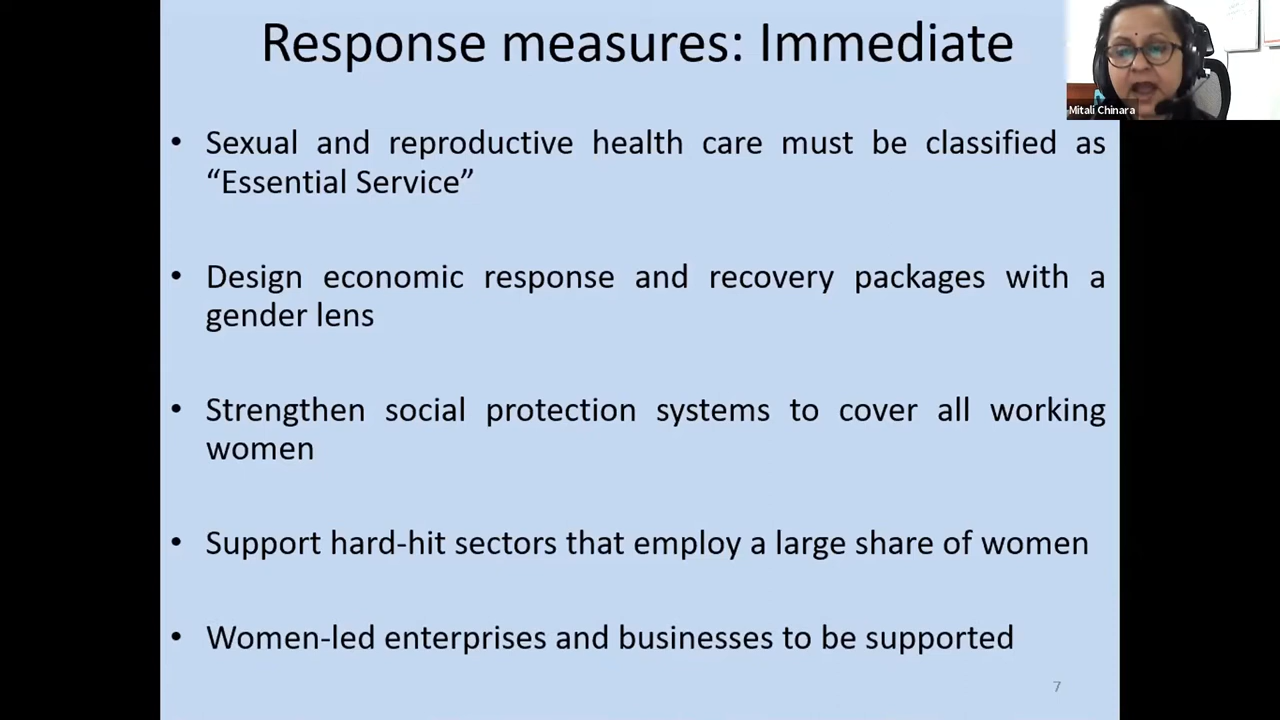 Response measures: Immediate
Mitali Chinara
• Sexual and reproductive health care must be classified as
“Essential Service”
• Design economic response and recovery packages with a
gender lens
• Strengthen social protection systems to cover all working
women
• Support hard-hit sectors that employ a large share of women
• Women-led enterprises and businesses to be supported
7